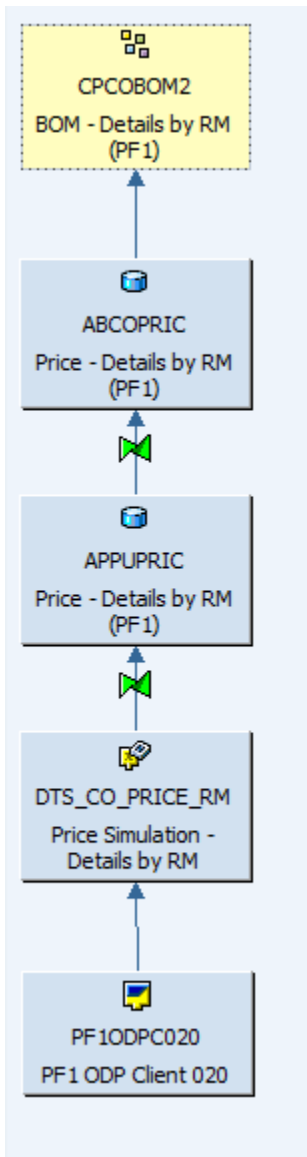 CPCOBOM2
BOM - Details by RM
(PF1)
ABCOPRIC
Price - Details by RM
(PF1)
APPUPRIC
Price - Details by RM
(PF1)
DTS_CO_PRICE_RM
Price Simulation -
Details by RM
PF1ODPC020
PF1 ODP Client 020